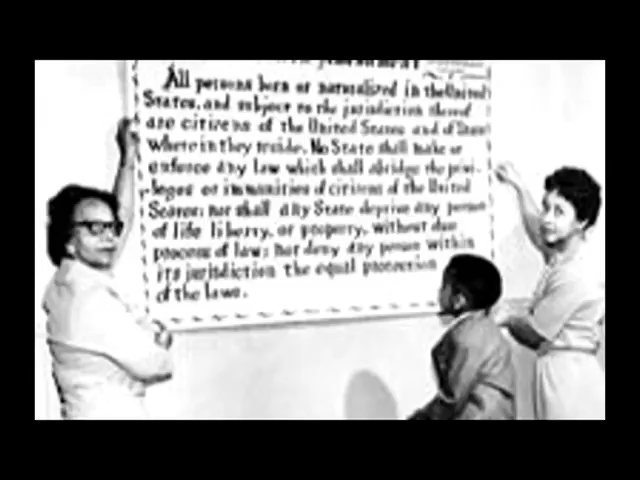 All persons born or naturalized in the United
States, and subject to the jurisdiction thereof
are citizens of the United States and of State
wherein they reside. No State shall make or
enforce any law which shall abridge the privi-
leges or immunities of citizens of the United
States; nor shall any State deprive any person
of life liberty, or property, without due
process of law; nor deny any person within
its jurisdiction the equal protection
of the laws.